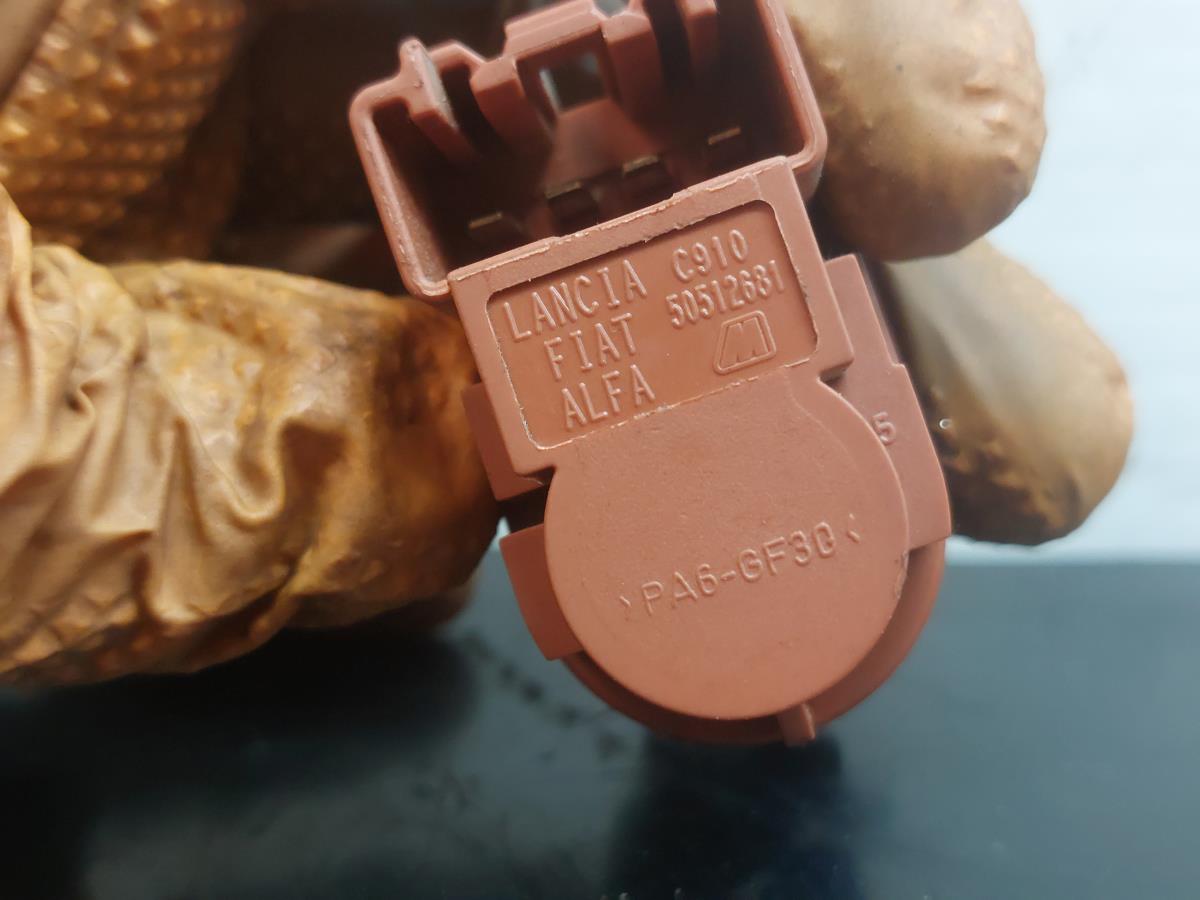 LANCIA C910
FIAT 50512681
ALFA
M
5
>PA6-GF30<